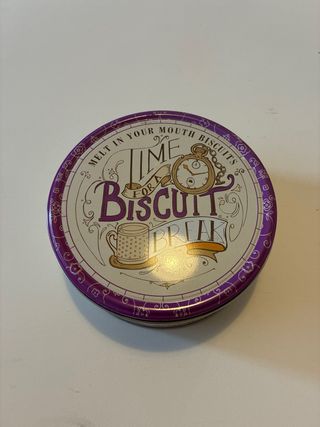 MELT IN YOUR MOUTH BISCUITS
TIME
FOR A
BISCUIT
BREAK